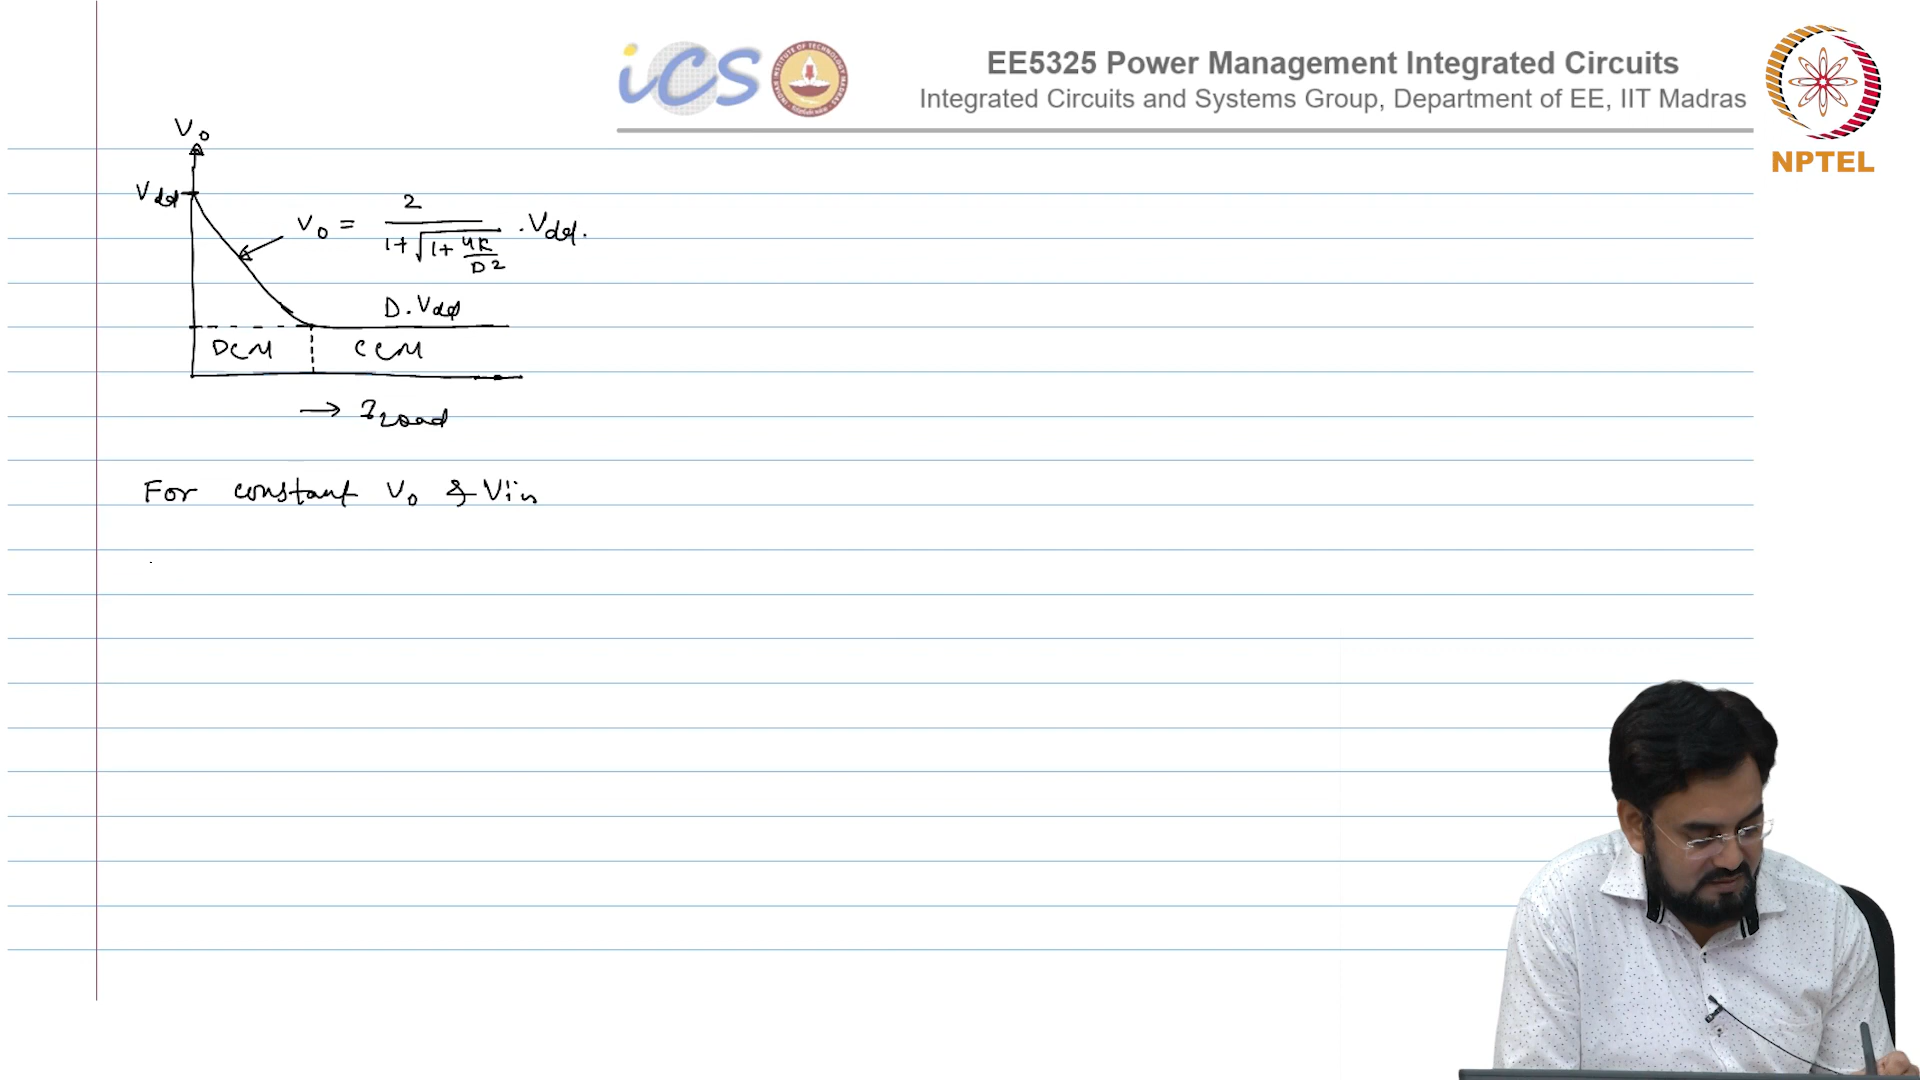 iCS
EE5325 Power Management Integrated Circuits
Integrated Circuits and Systems Group, Department of EE, IIT Madras
NPTEL
V₀
Vdd
V₀ = 2 / (1+√(1+4K/D²)) . Vdd.
D.Vdd
DCM CCM
→ ILoad
For constant V₀ & Vin